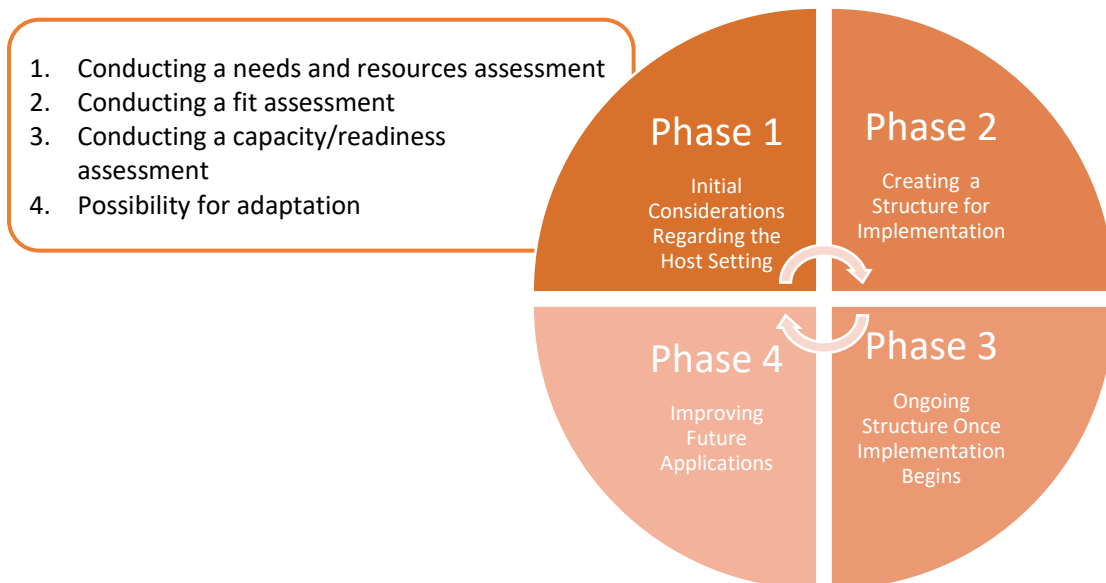 1. Conducting a needs and resources assessment
2. Conducting a fit assessment
3. Conducting a capacity/readiness
assessment
4. Possibility for adaptation
Phase 1
Initial
Considerations
Regarding the
Host Setting
Phase 2
Creating a
Structure for
Implementation
Phase 4
Improving
Future
Applications
Phase 3
Ongoing
Structure Once
Implementation
Begins